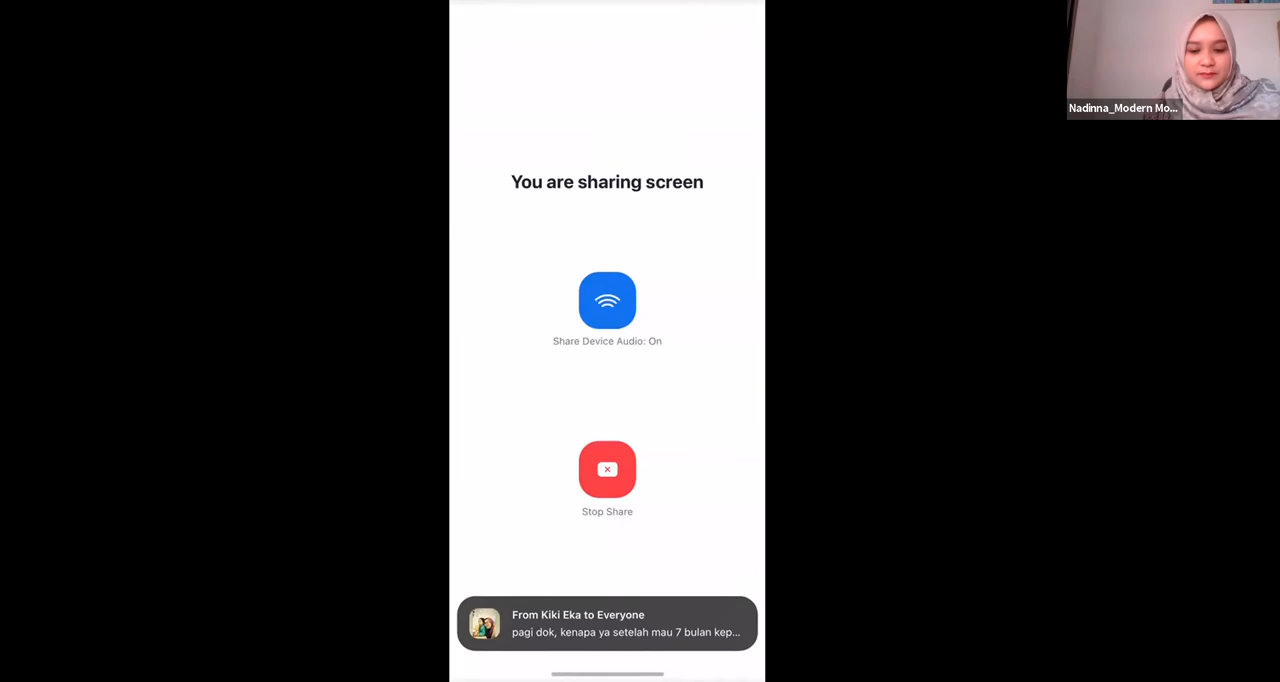 Nadinna_Modern Mo...
You are sharing screen
Share Device Audio: On
Stop Share
From Kiki Eka to Everyone
pagi dok, kenapa ya setelah mau 7 bulan kep...